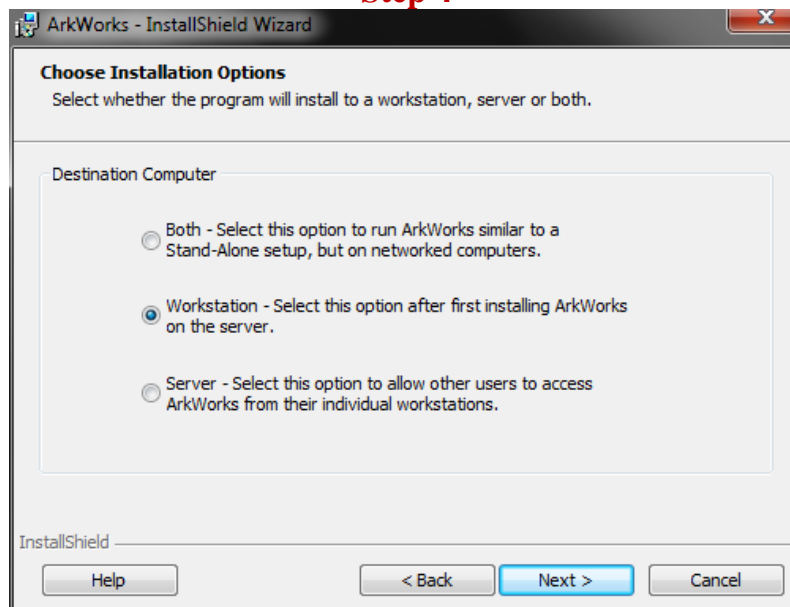 Step
ArkWorks - InstallShield Wizard
Choose Installation Options
Select whether the program will install to a workstation, server or both.
Destination Computer
Both - Select this option to run ArkWorks similar to a
Stand-Alone setup, but on networked computers.
Workstation - Select this option after first installing ArkWorks
on the server.
Server - Select this option to allow other users to access
ArkWorks from their individual workstations.
InstallShield
Help
< Back
Next >
Cancel